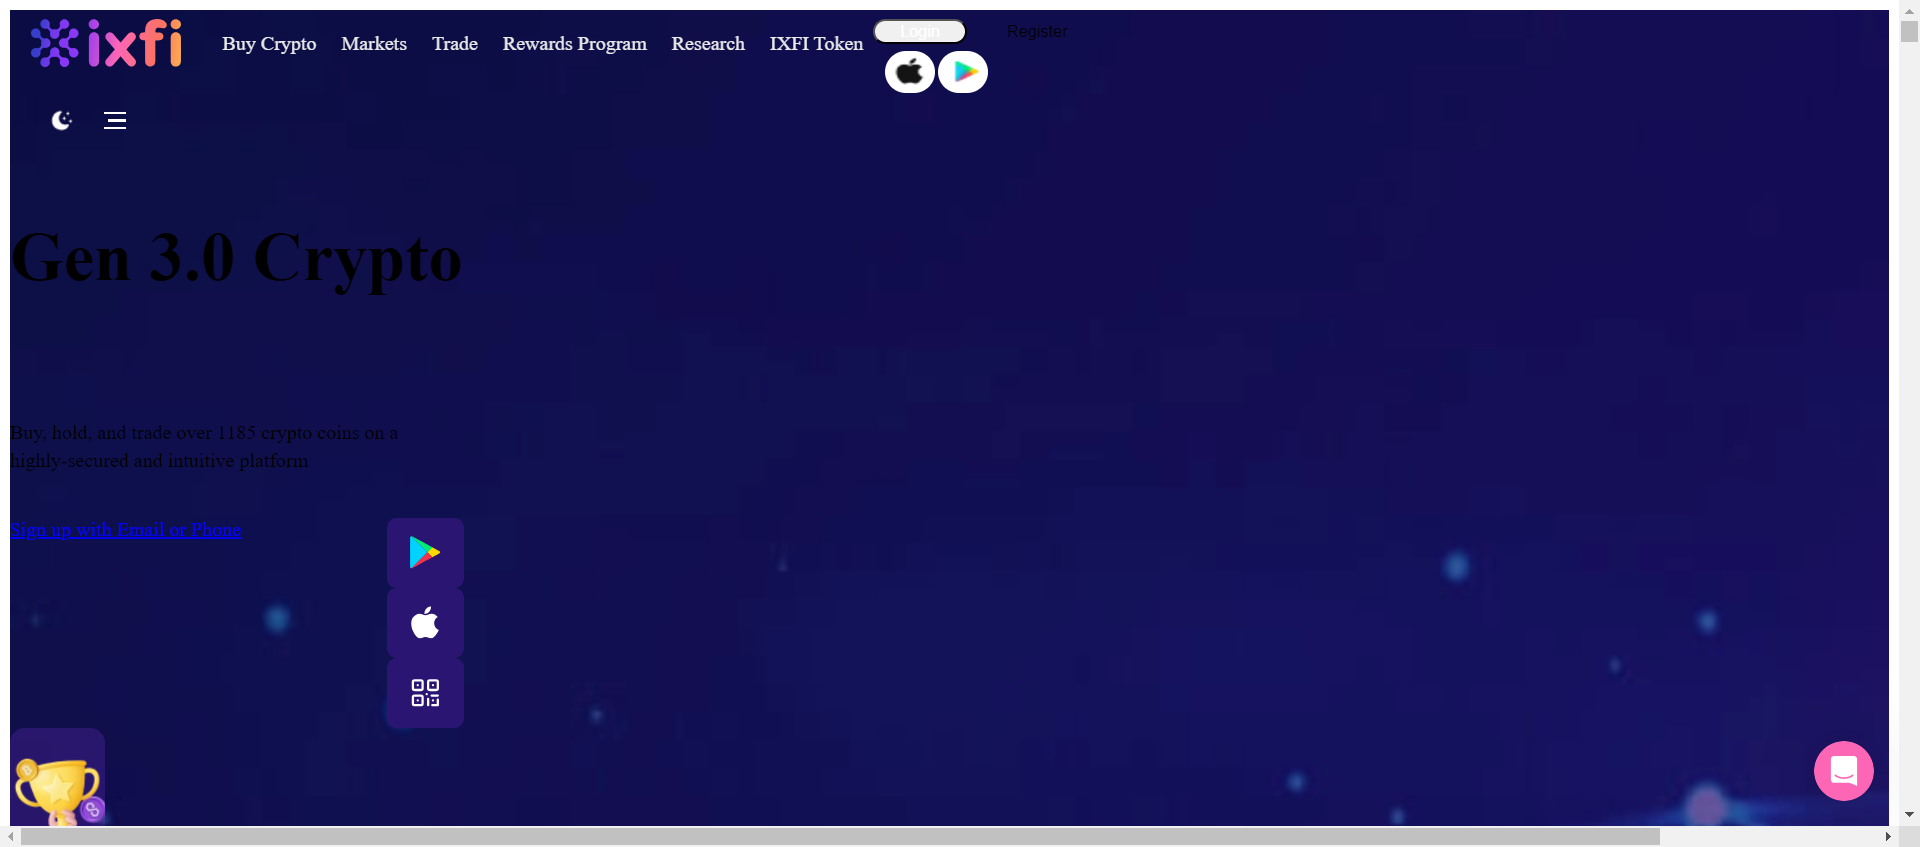 ixfi
Buy Crypto Markets Trade Rewards Program Research IXFI Token Login Register
Gen 3.0 Crypto
Buy, hold, and trade over 1185 crypto coins on a
highly-secured and intuitive platform
Sign up with Email or Phone